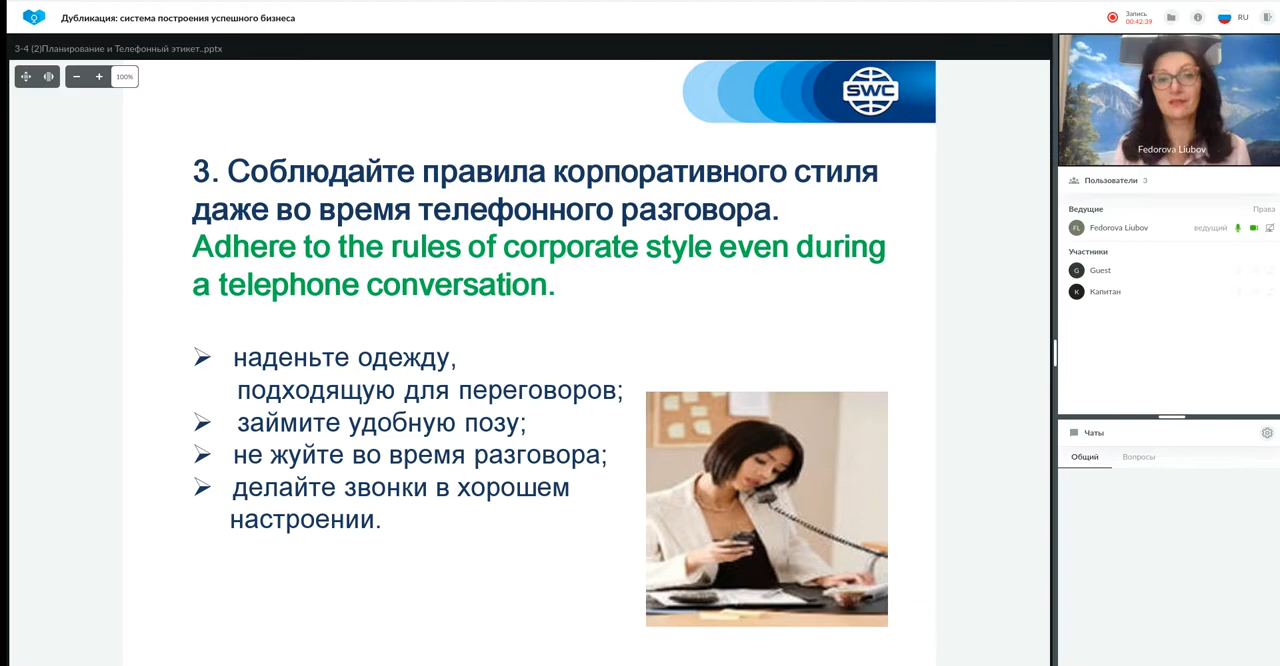 Дубликация: система построения успешного бизнеса
Запись
00:42:39
RU
3-4 (2)Планирование и Телефонный этикет..pptx
100%
SWC
3. Соблюдайте правила корпоративного стиля
даже во время телефонного разговора.
Adhere to the rules of corporate style even during
a telephone conversation.
наденьте одежду,
подходящую для переговоров;
займите удобную позу;
не жуйте во время разговора;
делайте звонки в хорошем
настроении.
Fedorova Liubov
Пользователи 3
Ведущие Права
FL Fedorova Liubov ведущий
Участники
G Guest
К Капитан
Чаты
Общий Вопросы